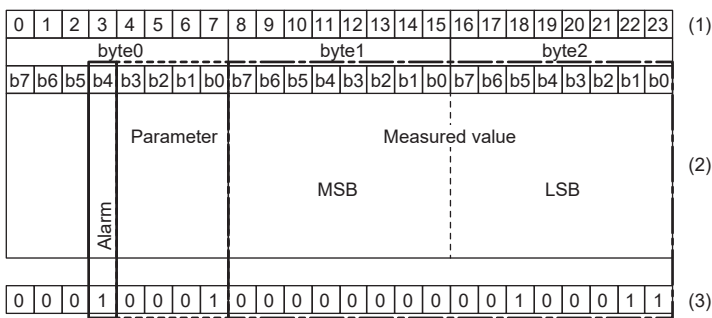 0 1 2 3 4 5 6 7 8 9 10 11 12 13 14 15 16 17 18 19 20 21 22 23 (1)
byte0 byte1 byte2
b7 b6 b5 b4 b3 b2 b1 b0 b7 b6 b5 b4 b3 b2 b1 b0 b7 b6 b5 b4 b3 b2 b1 b0
Parameter Measured value
(2)
MSB LSB
Alarm
0 0 0 1 0 0 0 1 0 0 0 0 0 0 0 0 0 0 1 0 0 0 1 1 (3)